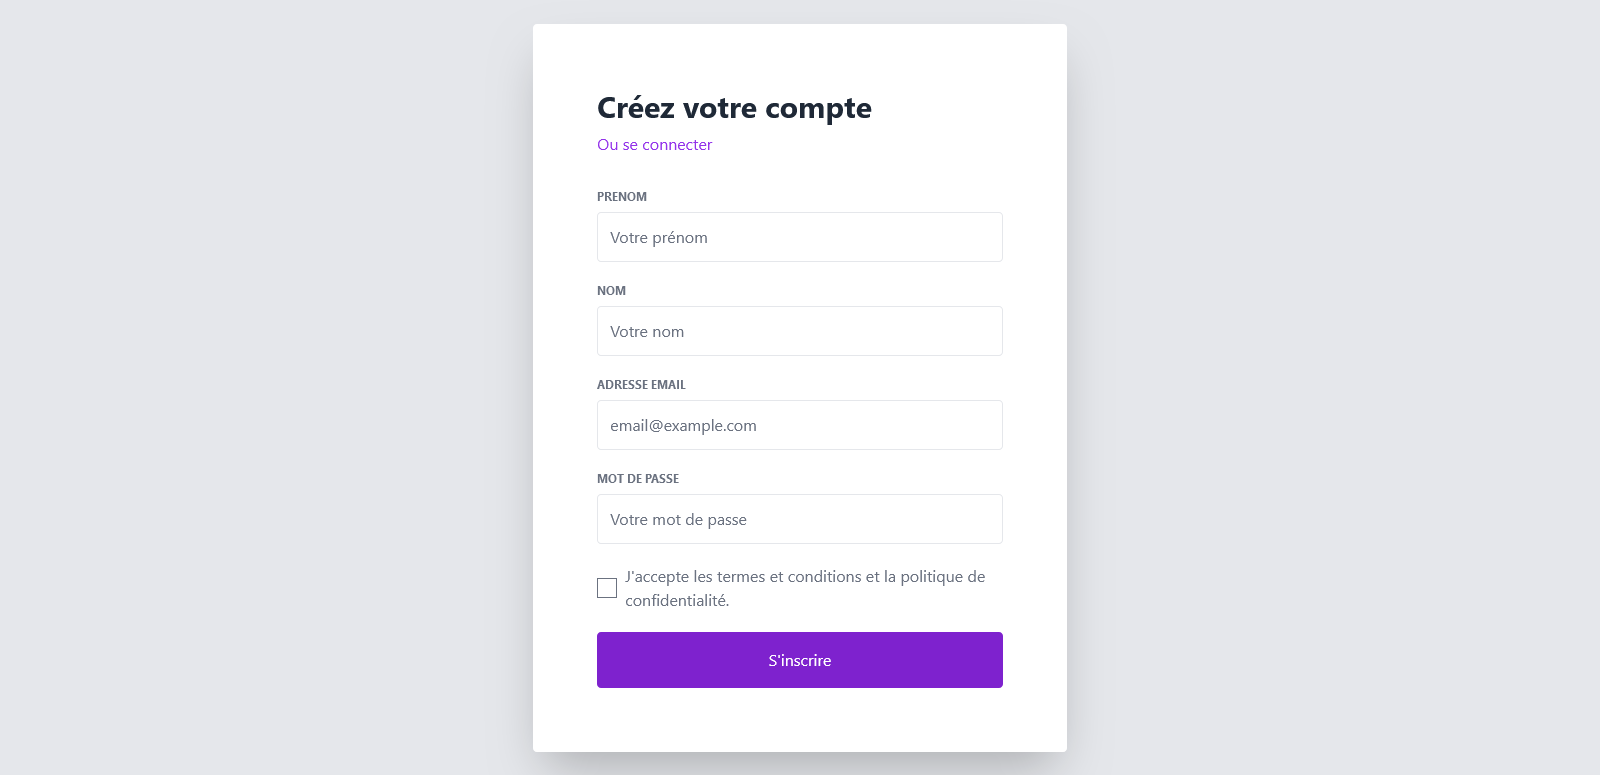 Créez votre compte
Ou se connecter
PRENOM
Votre prénom
NOM
Votre nom
ADRESSE EMAIL
email@example.com
MOT DE PASSE
Votre mot de passe
J'accepte les termes et conditions et la politique de
confidentialité.
S'inscrire